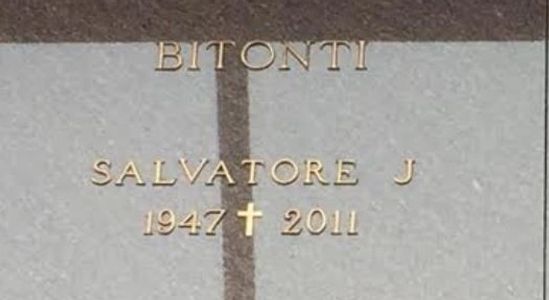 BITONTI
SALVATORE J
1947 ✝ 2011